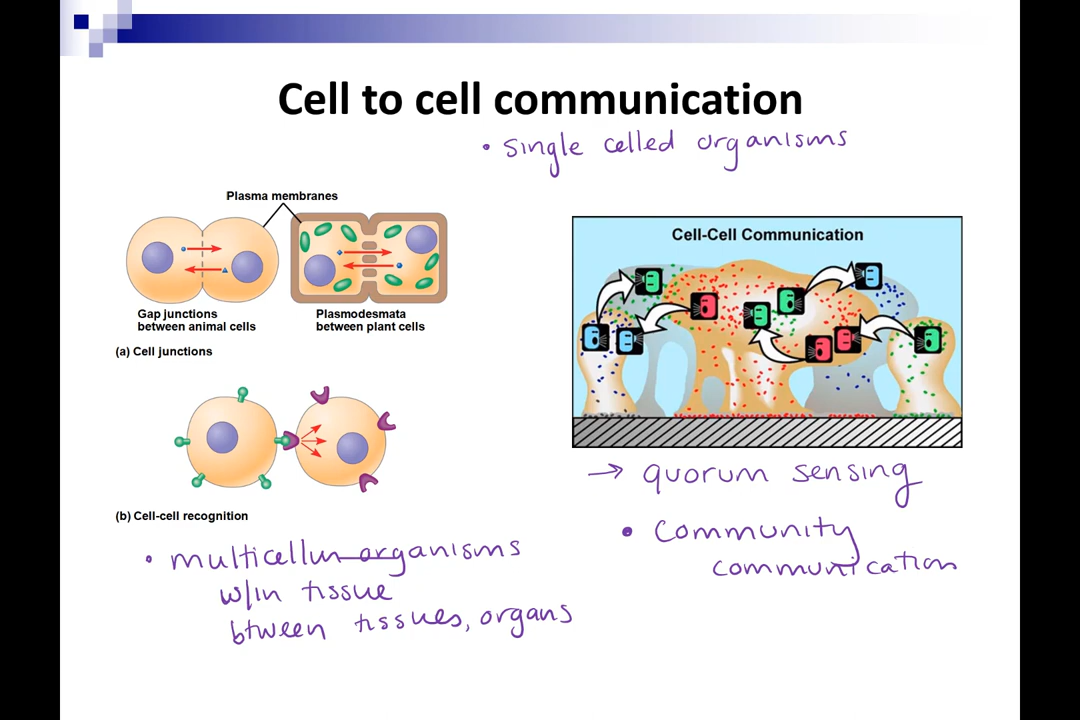 Cell to cell communication
• single celled organisms
Plasma membranes
Gap junctions
between animal cells
Plasmodesmata
between plant cells
(a) Cell junctions
(b) Cell-cell recognition
• multicellur organisms
w/in tissue
btween tissues, organs
Cell-Cell Communication
→ quorum sensing
• community
communication